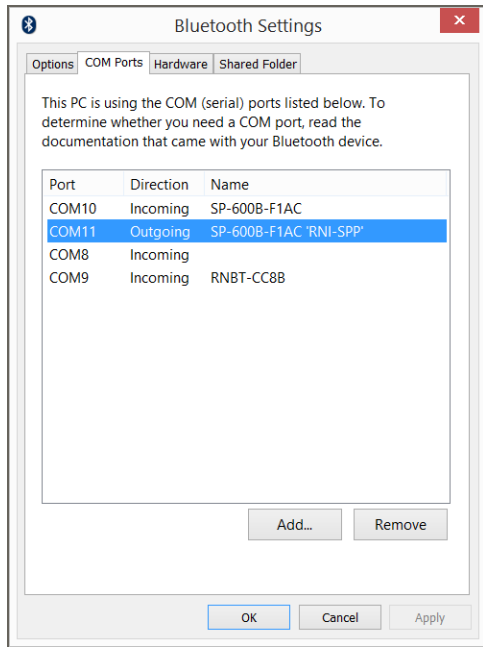 Bluetooth Settings
Options COM Ports Hardware Shared Folder
This PC is using the COM (serial) ports listed below. To
determine whether you need a COM port, read the
documentation that came with your Bluetooth device.
Port Direction Name
COM10 Incoming SP-600B-F1AC
COM11 Outgoing SP-600B-F1AC 'RNI-SPP'
COM8 Incoming
COM9 Incoming RNBT-CC8B
Add... Remove
OK Cancel Apply